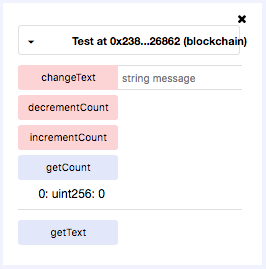 Test at 0x238...26862 (blockchain)
changeText string message
decrementCount
incrementCount
getCount
0: uint256: 0
getText